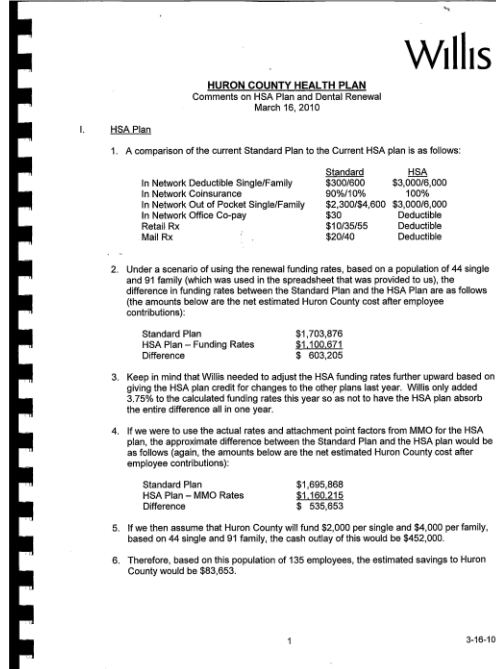 Willis
HURON COUNTY HEALTH PLAN
Comments on HSA Plan and Dental Renewal
March 16, 2010
I. HSA Plan
1. A comparison of the current Standard Plan to the Current HSA plan is as follows:
Standard HSA
In Network Deductible Single/Family $300/600 $3,000/6,000
In Network Coinsurance 90%/10% 100%
In Network Out of Pocket Single/Family $2,300/$4,600 $3,000/6,000
In Network Office Co-pay $30 Deductible
Retail Rx $10/35/55 Deductible
Mail Rx $20/40 Deductible
2. Under a scenario of using the renewal funding rates, based on a population of 44 single
and 91 family (which was used in the spreadsheet that was provided to us), the
difference in funding rates between the Standard Plan and the HSA Plan are as follows
(the amounts below are the net estimated Huron County cost after employee
contributions):
Standard Plan $1,703,876
HSA Plan – Funding Rates $1,100,671
Difference $ 603,205
3. Keep in mind that Willis needed to adjust the HSA funding rates further upward based on
giving the HSA plan credit for changes to the other plans last year. Willis only added
3.75% to the calculated funding rates this year so as not to have the HSA plan absorb
the entire difference all in one year.
4. If we were to use the actual rates and attachment point factors from MMO for the HSA
plan, the approximate difference between the Standard Plan and the HSA plan would be
as follows (again, the amounts below are the net estimated Huron County cost after
employee contributions):
Standard Plan $1,695,868
HSA Plan – MMO Rates $1,160,215
Difference $ 535,653
5. If we then assume that Huron County will fund $2,000 per single and $4,000 per family,
based on 44 single and 91 family, the cash outlay of this would be $452,000.
6. Therefore, based on this population of 135 employees, the estimated savings to Huron
County would be $83,653.
1 3-16-10